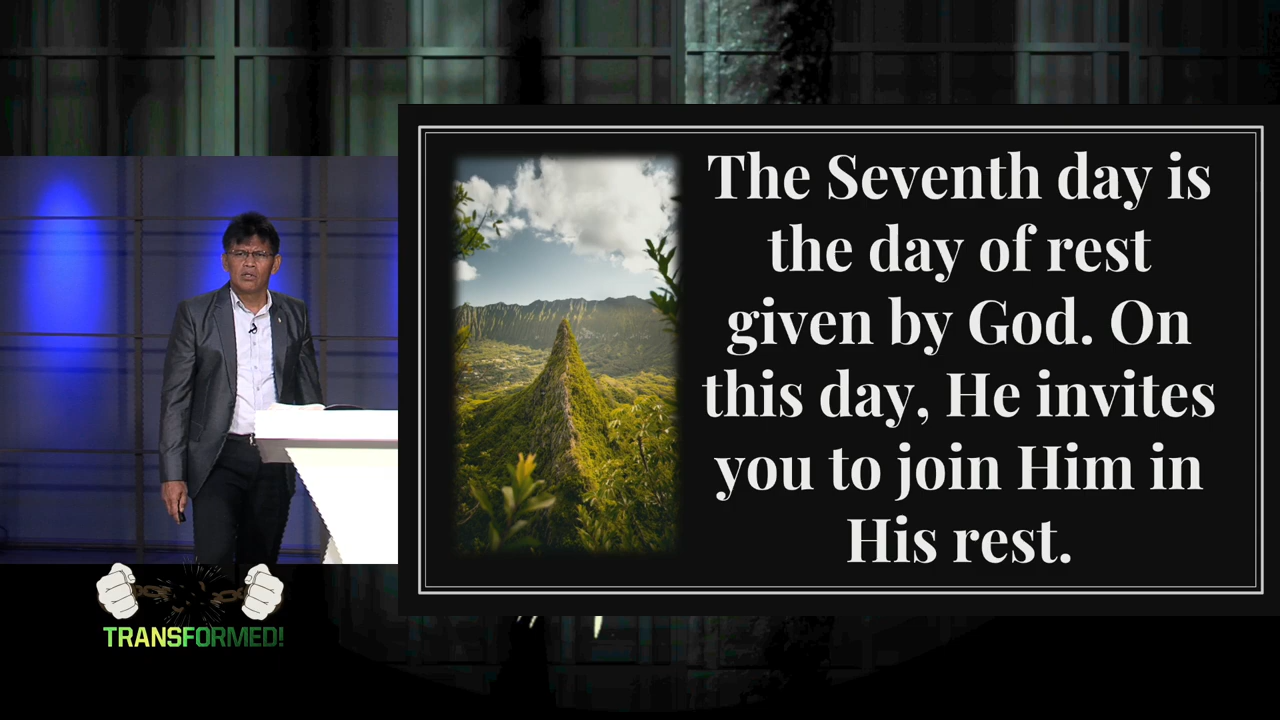 The Seventh day is
the day of rest
given by God. On
this day, He invites
you to join Him in
His rest.
TRANSFORMED!